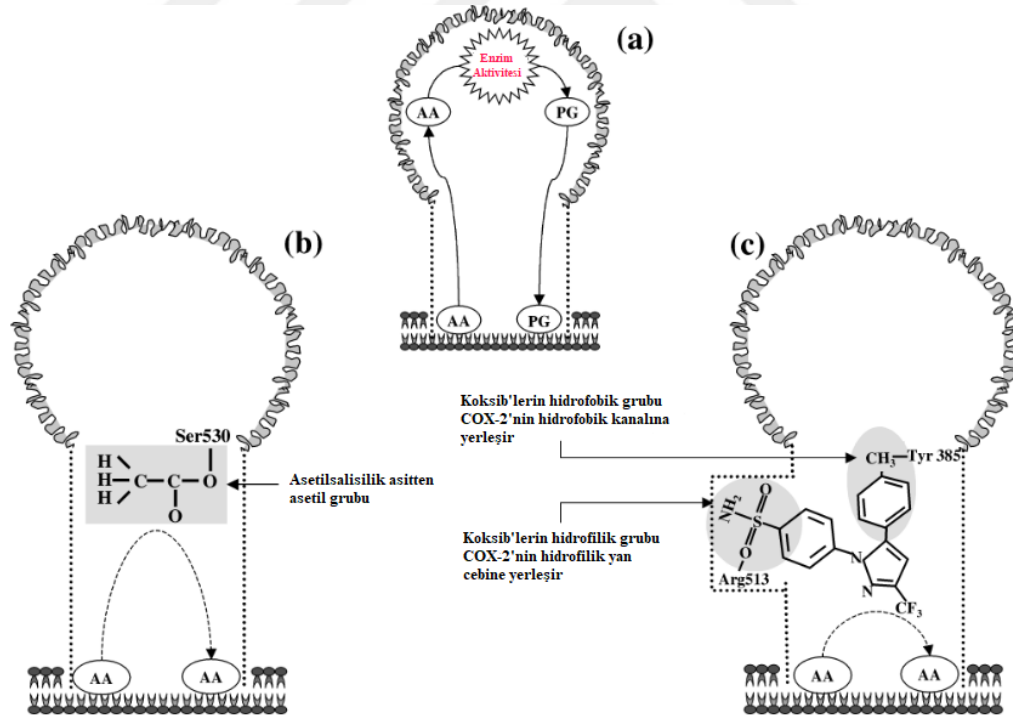 (a)
Enzim
Aktivitesi
AA
PG
AA
PG
(b)
Ser530
H
H
H
C
C
O
O
Asetilsalisilik asitten
asetil grubu
AA
AA
(c)
Koksib'lerin hidrofobik grubu
COX-2'nin hidrofobik kanalına
yerleşir
CH₃
Tyr 385
NH₂
O
S
O
Arg513
N
N
CF₃
Koksib'lerin hidrofilik grubu
COX-2'nin hidrofilik yan
cebine yerleşir
AA
AA